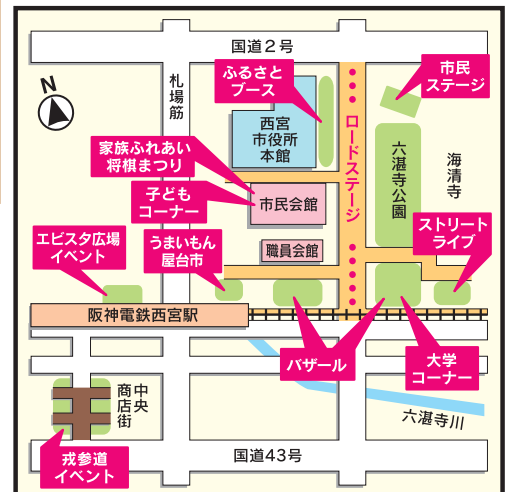 国道2号
N
札場筋
ふるさと
ブース
市民
ステージ
西宮
市役所
本館
ロードステージ
六湛寺公園
海清寺
家族ふれあい
将棋まつり
子ども
コーナー
市民会館
ストリート
ライブ
エビスタ広場
イベント
うまいもん
屋台市
職員会館
阪神電鉄西宮駅
バザール
大学
コーナー
中央
商店街
六湛寺川
戎参道
イベント
国道43号